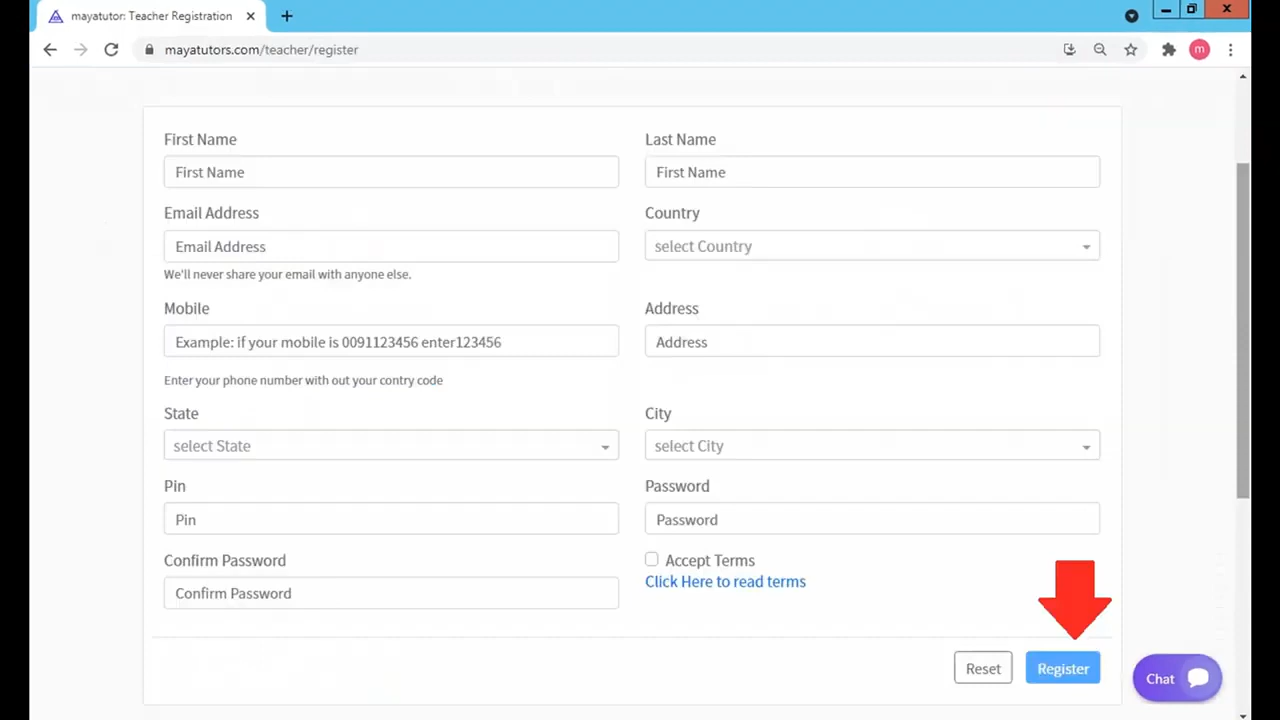 mayatutor: Teacher Registration
mayatutors.com/teacher/register
m
First Name
Last Name
First Name
First Name
Email Address
Country
Email Address
select Country
We'll never share your email with anyone else.
Mobile
Address
Example: if your mobile is 0091123456 enter123456
Address
Enter your phone number with out your contry code
State
City
select State
select City
Pin
Password
Pin
Password
Confirm Password
Accept Terms
Click Here to read terms
Confirm Password
Reset
Register
Chat